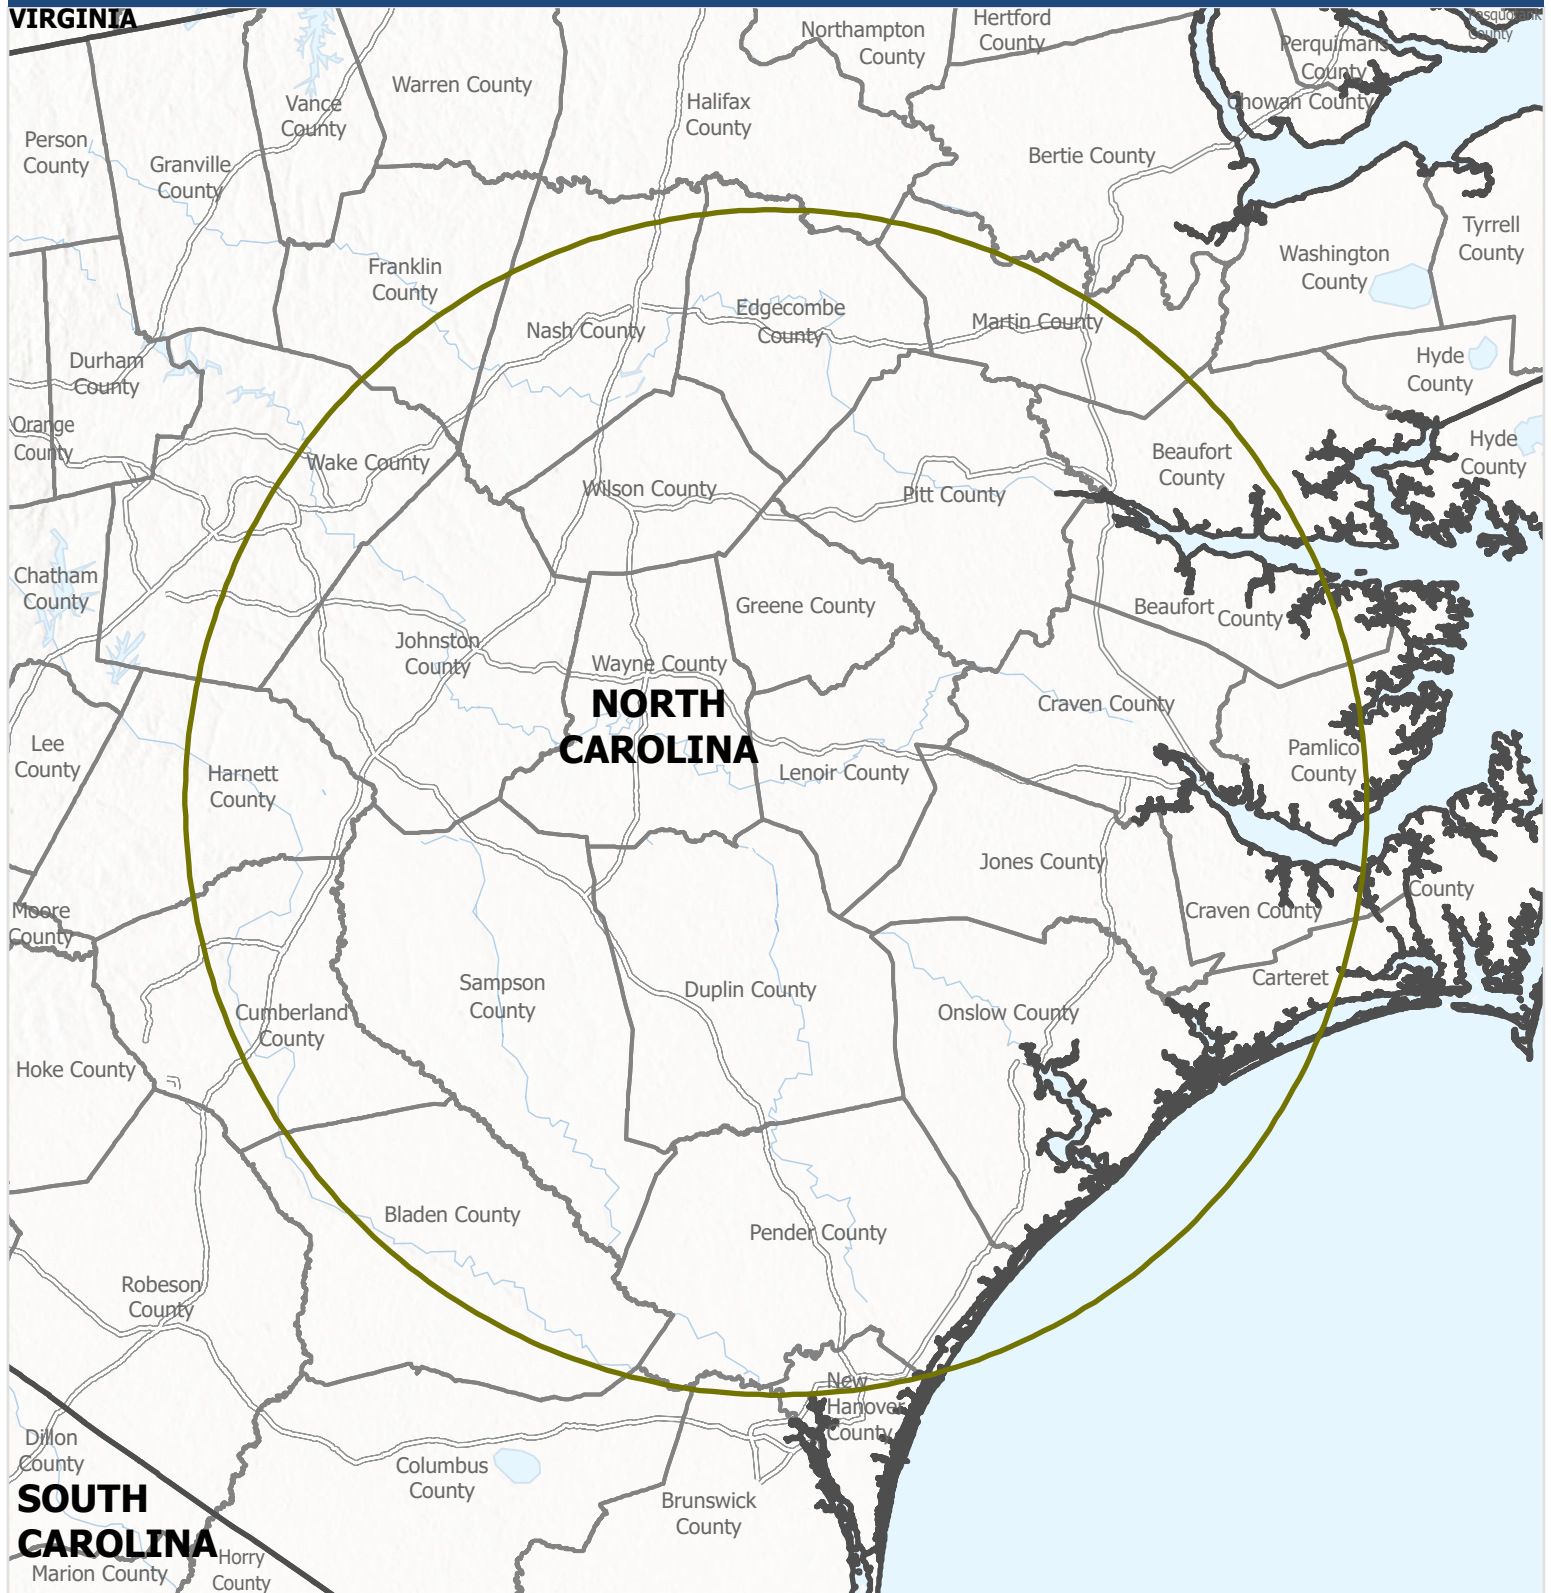 VIRGINIA
Northampton
County
Hertford
County
Pasquotank
County
Perquimans
County
Chowan County
Warren County
Vance
County
Halifax
County
Person
County
Granville
County
Bertie County
Tyrrell
County
Washington
County
Franklin
County
Nash County
Edgecombe
County
Martin County
Durham
County
Hyde
County
Orange
County
Wake County
Wilson County
Pitt County
Beaufort
County
Hyde
County
Chatham
County
Greene County
Beaufort
County
Johnston
County
Wayne County
NORTH
CAROLINA
Craven County
Lee
County
Harnett
County
Lenoir County
Pamlico
County
Jones County
County
Moore
County
Craven County
Carteret
Sampson
County
Duplin County
Onslow County
Cumberland
County
Hoke County
Bladen County
Pender County
Robeson
County
New
Hanover
County
Dillon
County
Columbus
County
SOUTH
CAROLINA
Brunswick
County
Horry
County
Marion County